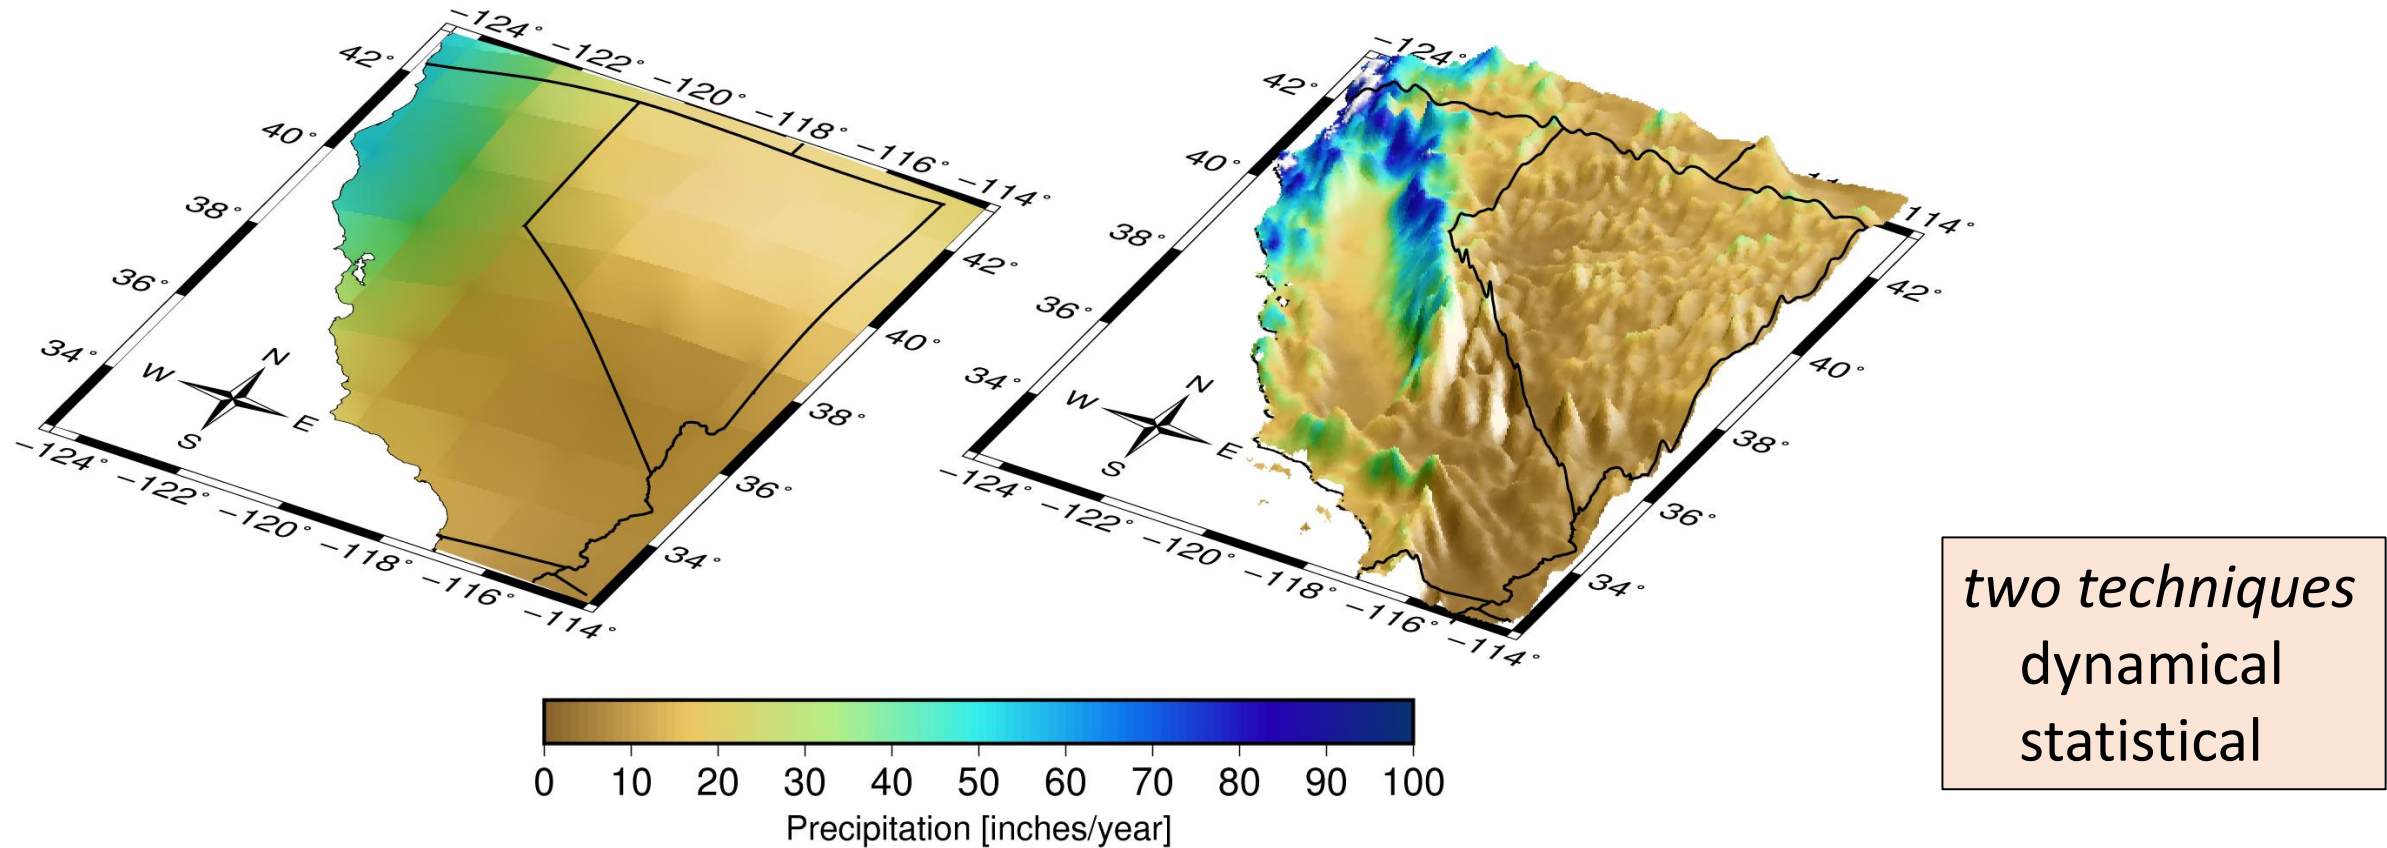 −124° −122° −120° −118° −116° −114°
42° 40° 38° 36° 34°
N
W
E
S
42° 40° 38° 36° 34°
−124° −122° −120° −118° −116° −114°
−124°
114°
42° 40° 38° 36° 34°
N
W
E
S
42° 40° 38° 36° 34°
−124° −122° −120° −118° −116° −114°
two techniques
dynamical
statistical
0 10 20 30 40 50 60 70 80 90 100
Precipitation [inches/year]